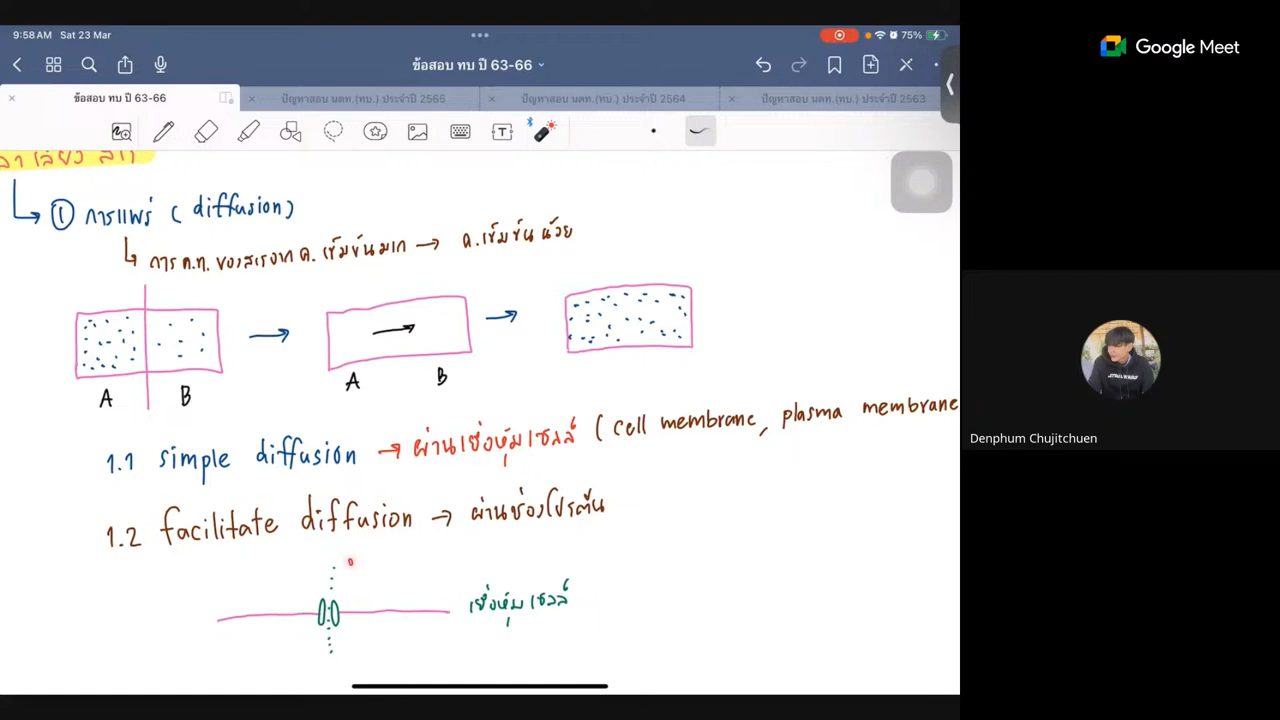 9:58 AM Sat 23 Mar
75%
Google Meet
ข้อสอบ ทบ ปี 63-66
ข้อสอบ ทบ ปี 63-66
ปัญหาสอบ นตท.(ทบ.) ประจำปี 2565
ปัญหาสอบ นตท.(ทบ.) ประจำปี 2564
ปัญหาสอบ นตท.(ทบ.) ประจำปี 2563
① การแพร่ (diffusion)
การ ค.ท. ของสารจาก ค. เข้มข้นมาก → ค. เข้มข้น น้อย
A B
A B
1.1 simple diffusion → ผ่านเยื่อหุ้มเซลล์ (cell membrane, plasma membrane
1.2 facilitate diffusion → ผ่านช่องโปรตีน
เยื่อหุ้มเซลล์
Denphum Chujitchuen